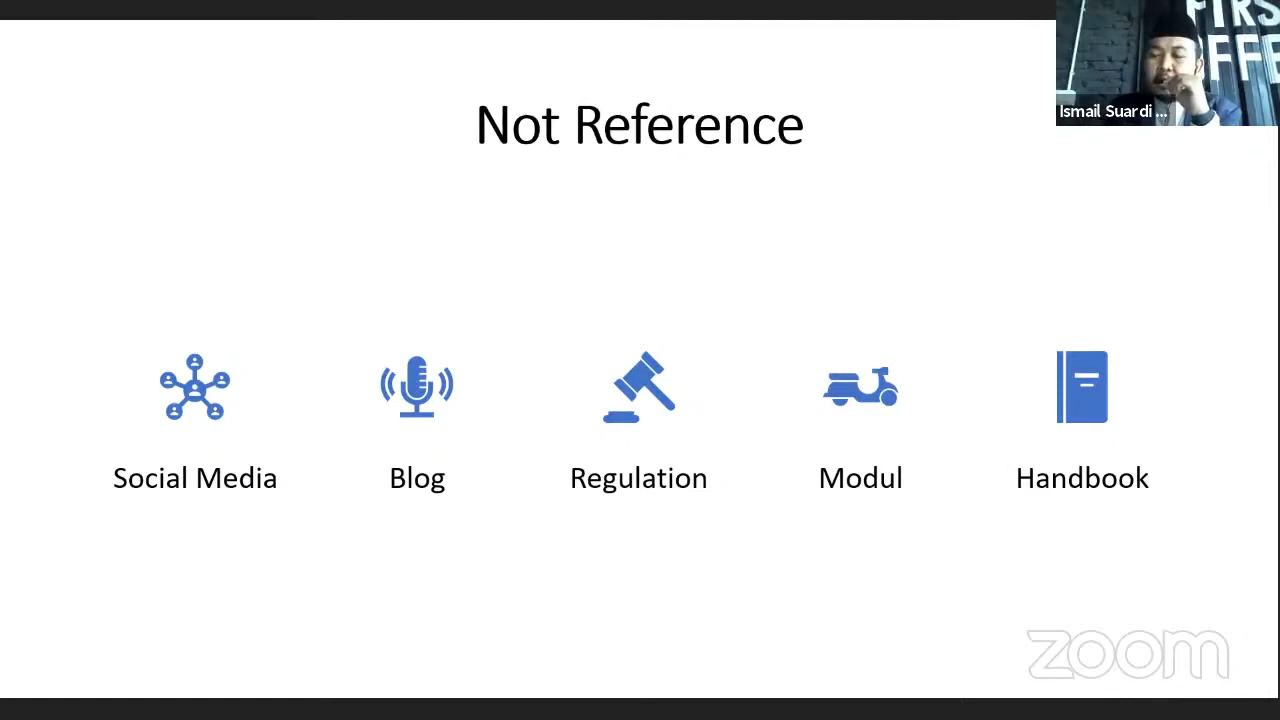 Not Reference
Ismail Suardi ...
Social Media
Blog
Regulation
Modul
Handbook
zoom